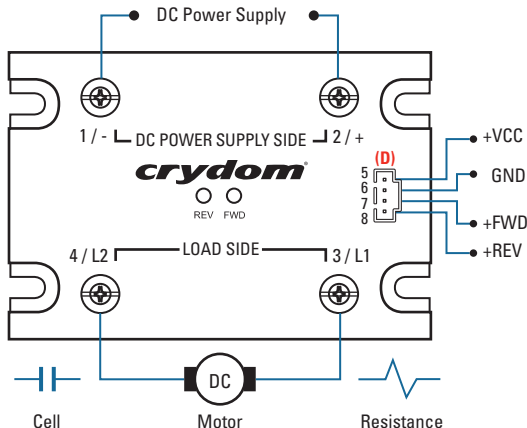 DC Power Supply
1 / - DC POWER SUPPLY SIDE 2 / +
(D)
crydom
REV FWD
5
6
7
8
+VCC
GND
+FWD
+REV
4 / L2 LOAD SIDE 3 / L1
DC
Cell Motor Resistance